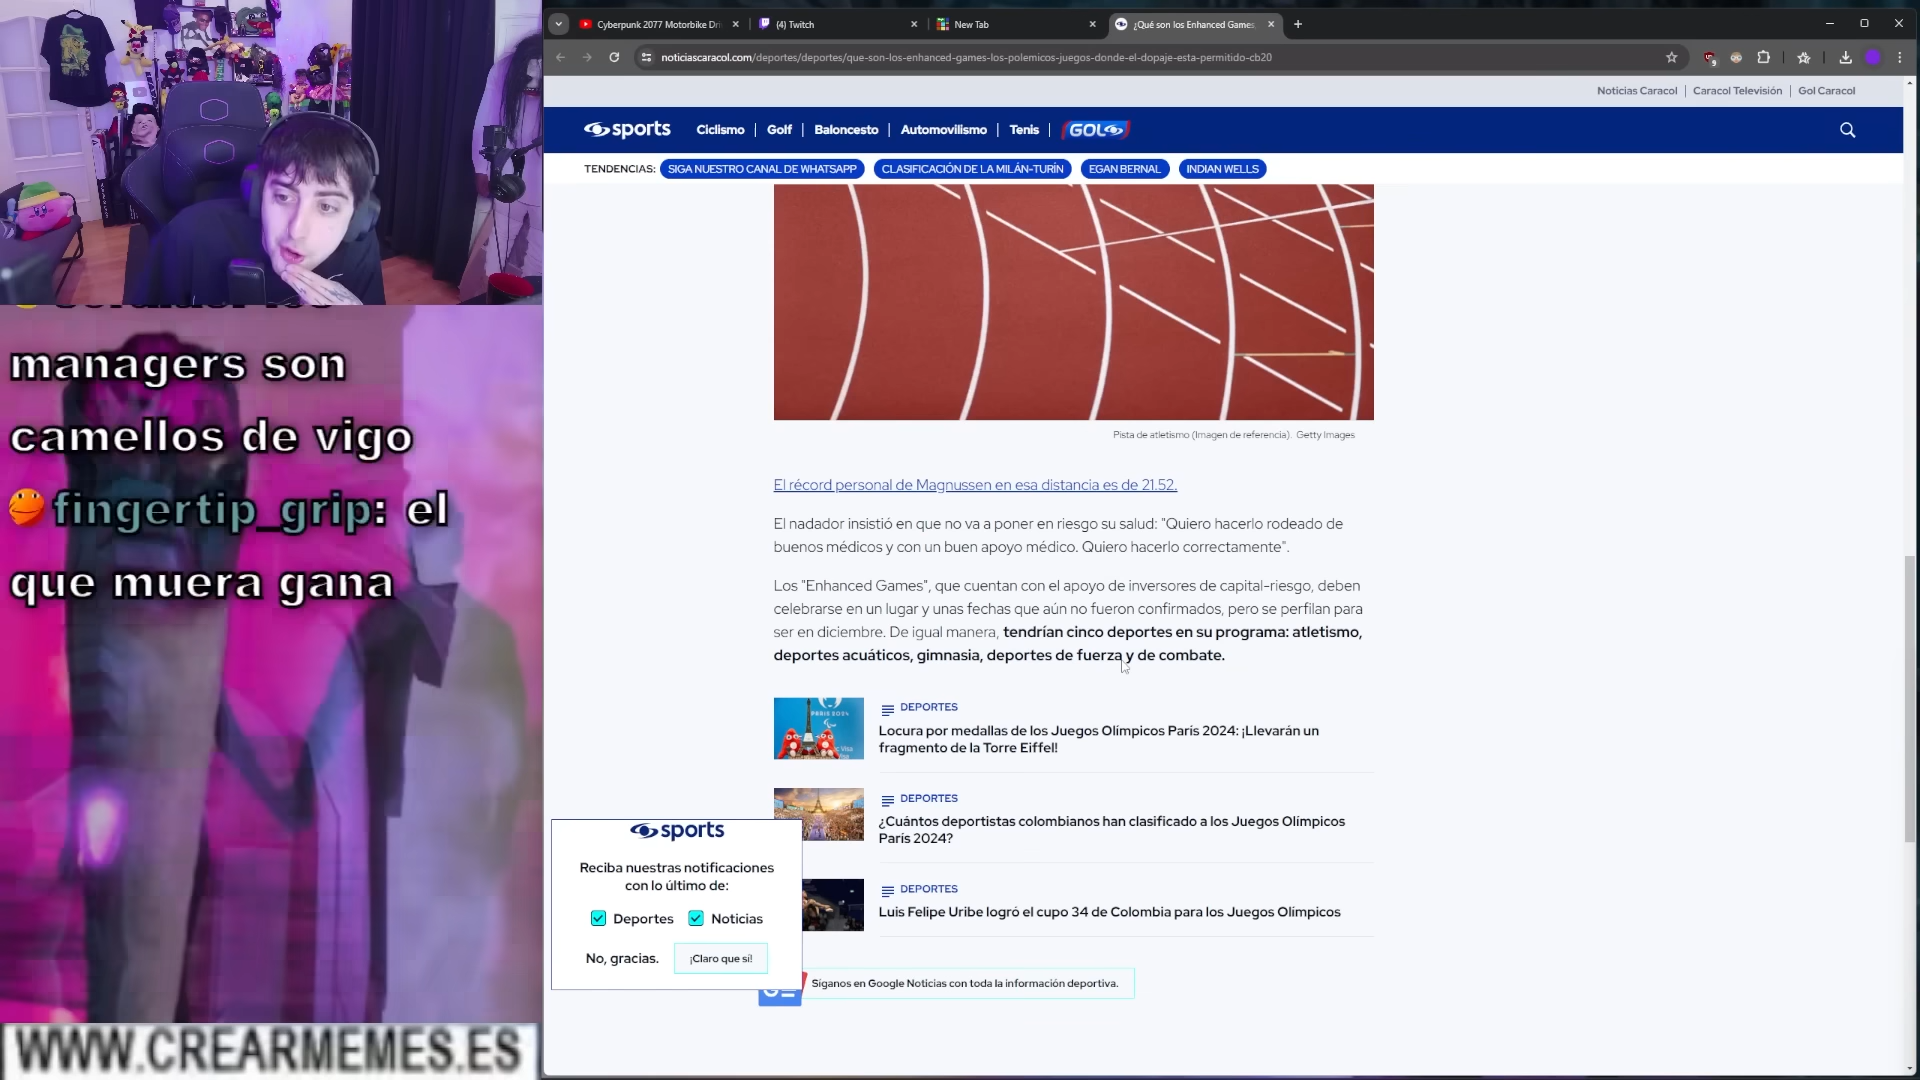 Cyberpunk 2077 Motorbike Dri
(4) Twitch
New Tab
¿Qué son los Enhanced Games,
noticiascaracol.com/deportes/deportes/que-son-los-enhanced-games-los-polemicos-juegos-donde-el-dopaje-esta-permitido-cb20
Noticias Caracol | Caracol Televisión | Gol Caracol
sports Ciclismo | Golf | Baloncesto | Automovilismo | Tenis | GOL
TENDENCIAS: SIGA NUESTRO CANAL DE WHATSAPP CLASIFICACIÓN DE LA MILÁN-TURÍN EGAN BERNAL INDIAN WELLS
managers son
camellos de vigo
fingertip_grip: el
que muera gana
WWW.CREARMEMES.ES
Pista de atletismo (Imagen de referencia). Getty Images
El récord personal de Magnussen en esa distancia es de 21.52.
El nadador insistió en que no va a poner en riesgo su salud: "Quiero hacerlo rodeado de
buenos médicos y con un buen apoyo médico. Quiero hacerlo correctamente".
Los "Enhanced Games", que cuentan con el apoyo de inversores de capital-riesgo, deben
celebrarse en un lugar y unas fechas que aún no fueron confirmados, pero se perfilan para
ser en diciembre. De igual manera, tendrían cinco deportes en su programa: atletismo,
deportes acuáticos, gimnasia, deportes de fuerza y de combate.
PARIS 2024
DEPORTES
Locura por medallas de los Juegos Olímpicos París 2024: ¡Llevarán un
fragmento de la Torre Eiffel!
DEPORTES
¿Cuántos deportistas colombianos han clasificado a los Juegos Olímpicos
París 2024?
DEPORTES
Luis Felipe Uribe logró el cupo 34 de Colombia para los Juegos Olímpicos
sports
Reciba nuestras notificaciones
con lo último de:
Deportes Noticias
No, gracias. ¡Claro que sí!
Síganos en Google Noticias con toda la información deportiva.